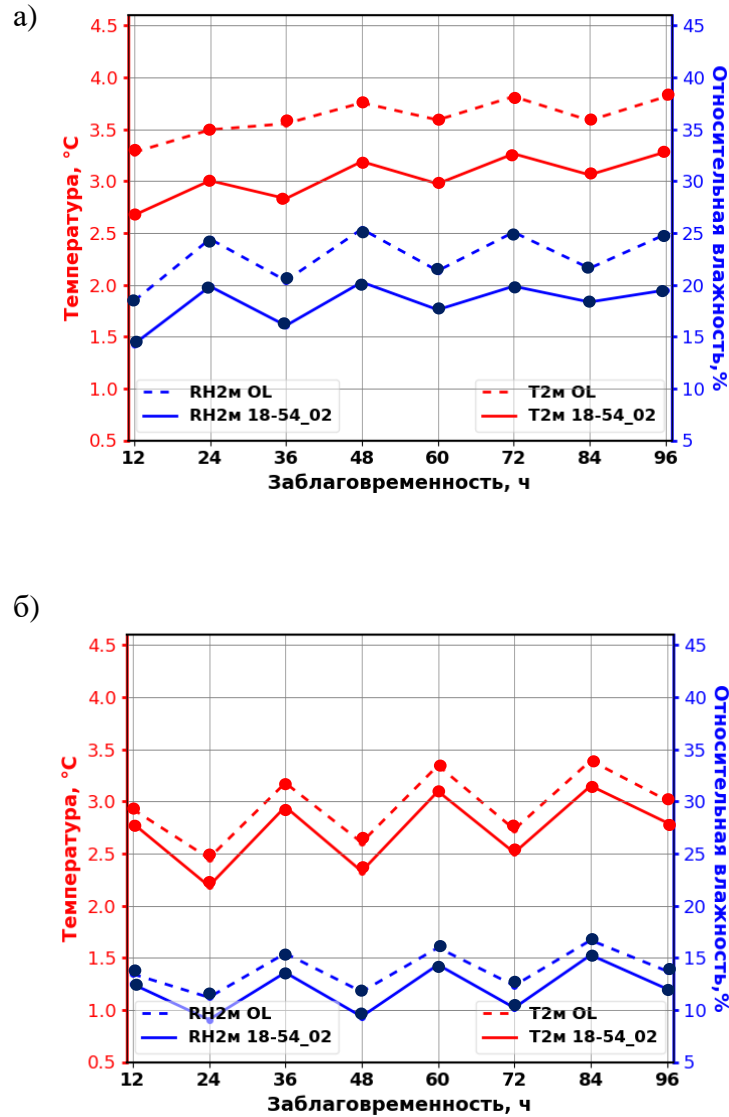 а)
4.5
4.0
3.5
3.0
2.5
2.0
1.5
1.0
0.5
Температура, °C
45
40
35
30
25
20
15
10
5
Относительная влажность,%
RH2м OL
RH2м 18-54_02
T2м OL
T2м 18-54_02
12 24 36 48 60 72 84 96
Заблаговременность, ч
б)
4.5
4.0
3.5
3.0
2.5
2.0
1.5
1.0
0.5
Температура, °C
45
40
35
30
25
20
15
10
5
Относительная влажность,%
RH2м OL
RH2м 18-54_02
T2м OL
T2м 18-54_02
12 24 36 48 60 72 84 96
Заблаговременность, ч